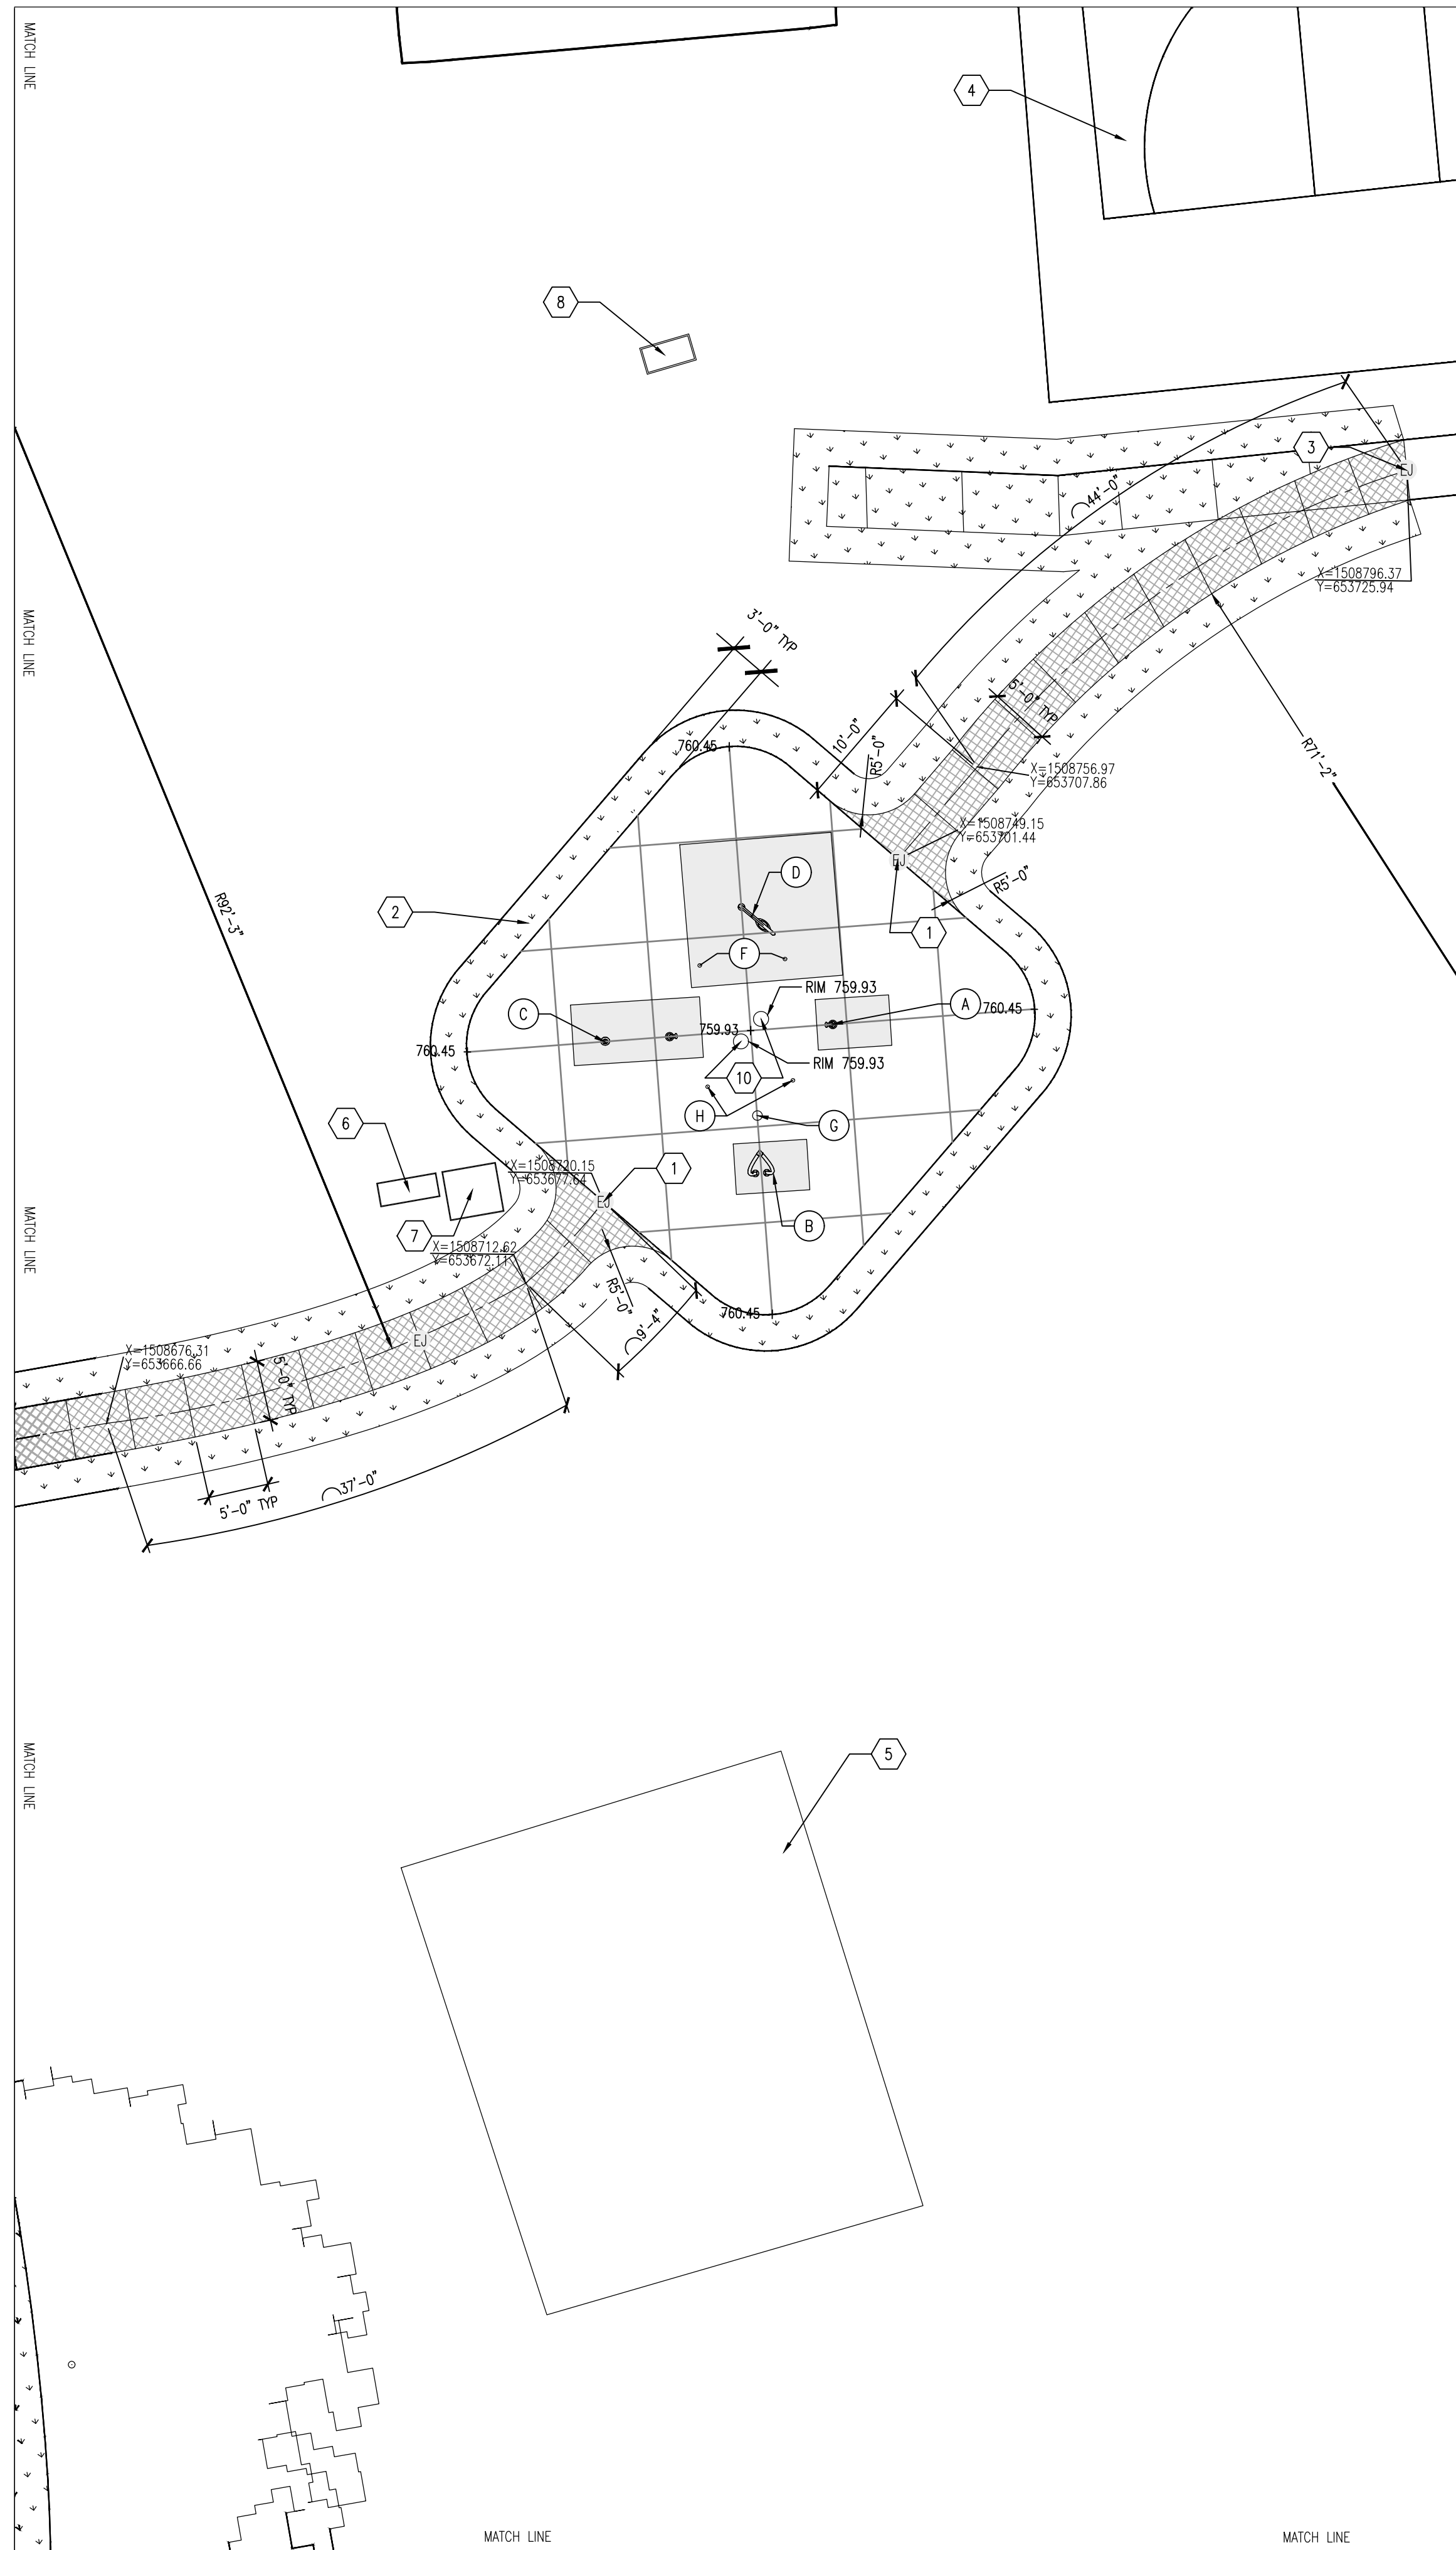 MATCH LINE
4
8
3
EJ
44'-0"
X=1508796.37
Y=653725.94
MATCH LINE
3'-0" TYP
5'-0" TYP
10'-0"
R5'-0"
760.45
R71'-2"
X=1508756.97
Y=653707.86
X=1508749.15
Y=653701.44
EJ
D
R5'-0"
R92'-3"
2
1
F
RIM 759.93
A
760.45
C
759.93
760.45
RIM 759.93
10
H
G
6
X=1508720.15
Y=653677.64
1
EJ
MATCH LINE
7
B
X=1508712.62
Y=653672.11
R5'-0"
760.45
9'-4"
EJ
X=1508676.31
Y=653666.66
5'-0" TYP
37'-0"
5'-0" TYP
5
MATCH LINE
MATCH LINE
MATCH LINE